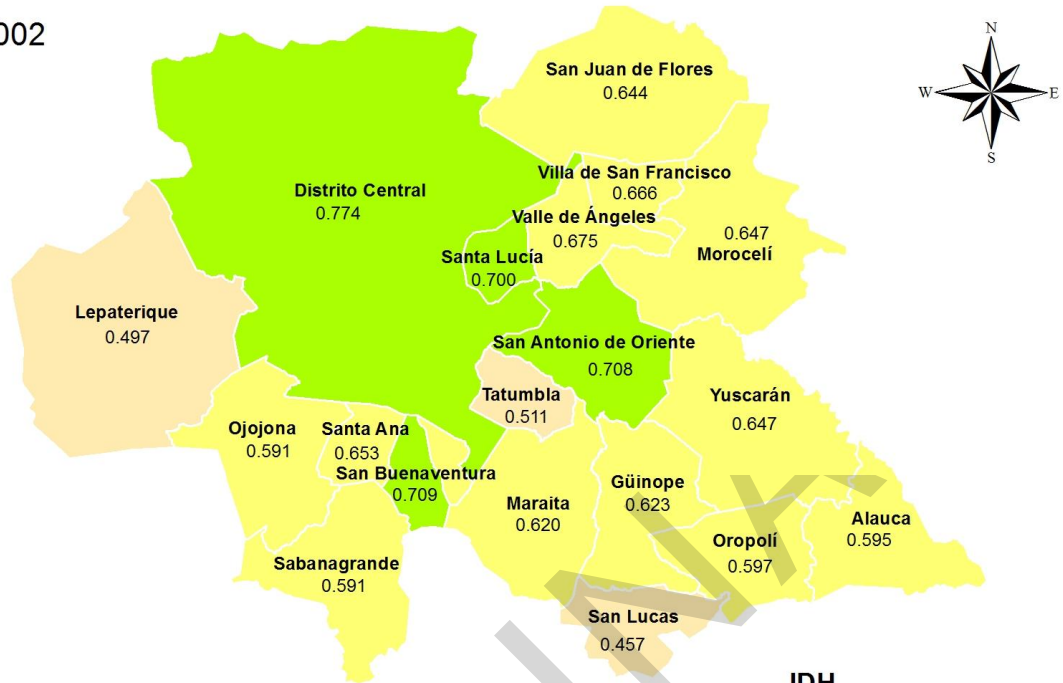 002
N
W
E
S
San Juan de Flores
0.644
Villa de San Francisco
0.666
Distrito Central
0.774
Valle de Ángeles
0.675
0.647
Morocelí
Santa Lucía
0.700
Lepaterique
0.497
San Antonio de Oriente
0.708
Tatumbla
0.511
Yuscarán
0.647
Ojojona
0.591
Santa Ana
0.653
San Buenaventura
0.709
Maraita
0.620
Güinope
0.623
Alauca
0.595
Oropolí
0.597
Sabanagrande
0.591
San Lucas
0.457
IDH